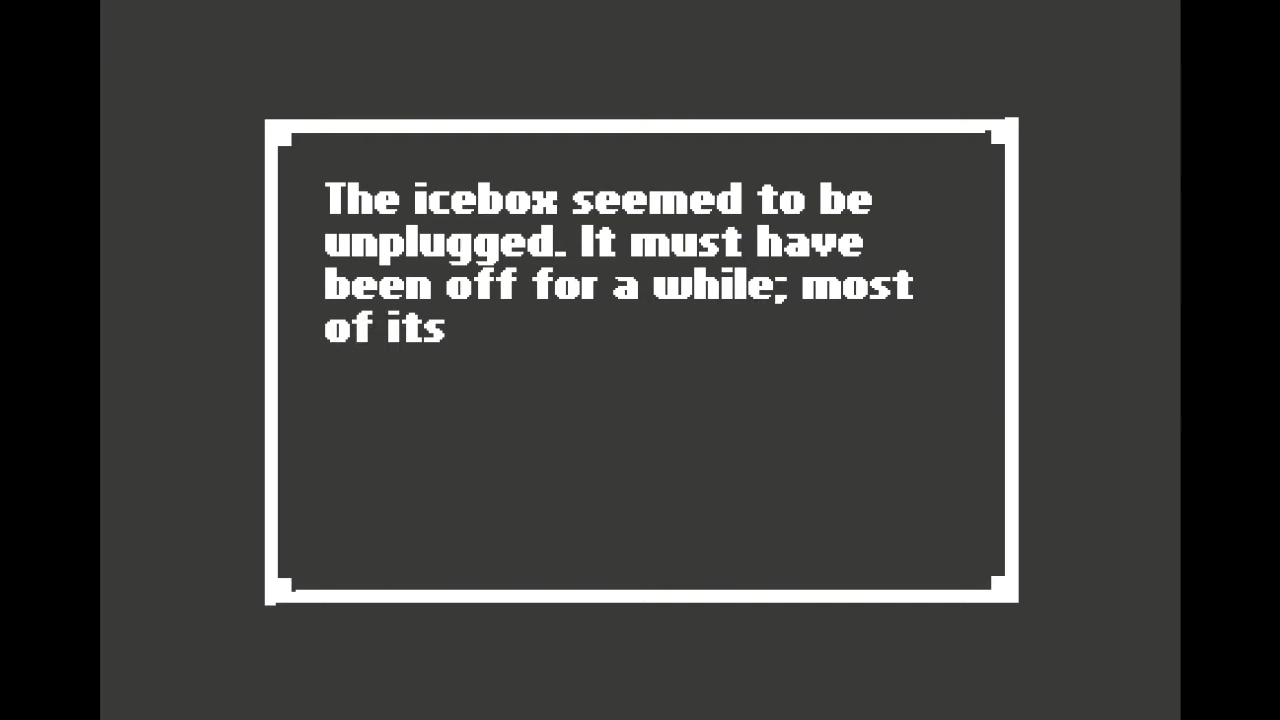 The icebox seemed to be
unplugged. It must have
been off for a while; most
of its